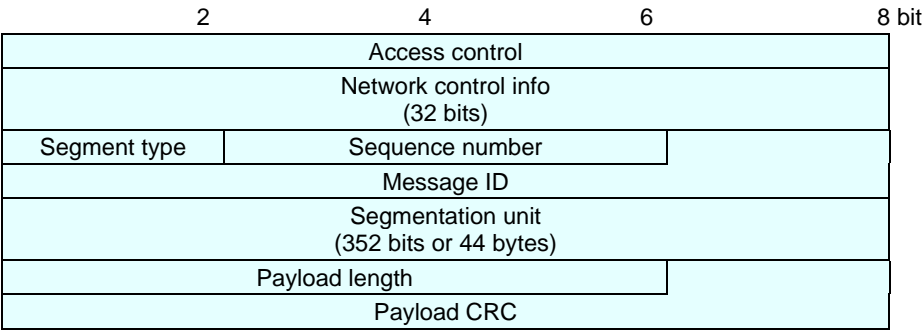 2 4 6 8 bit
Access control
Network control info
(32 bits)
Segment type Sequence number
Message ID
Segmentation unit
(352 bits or 44 bytes)
Payload length
Payload CRC